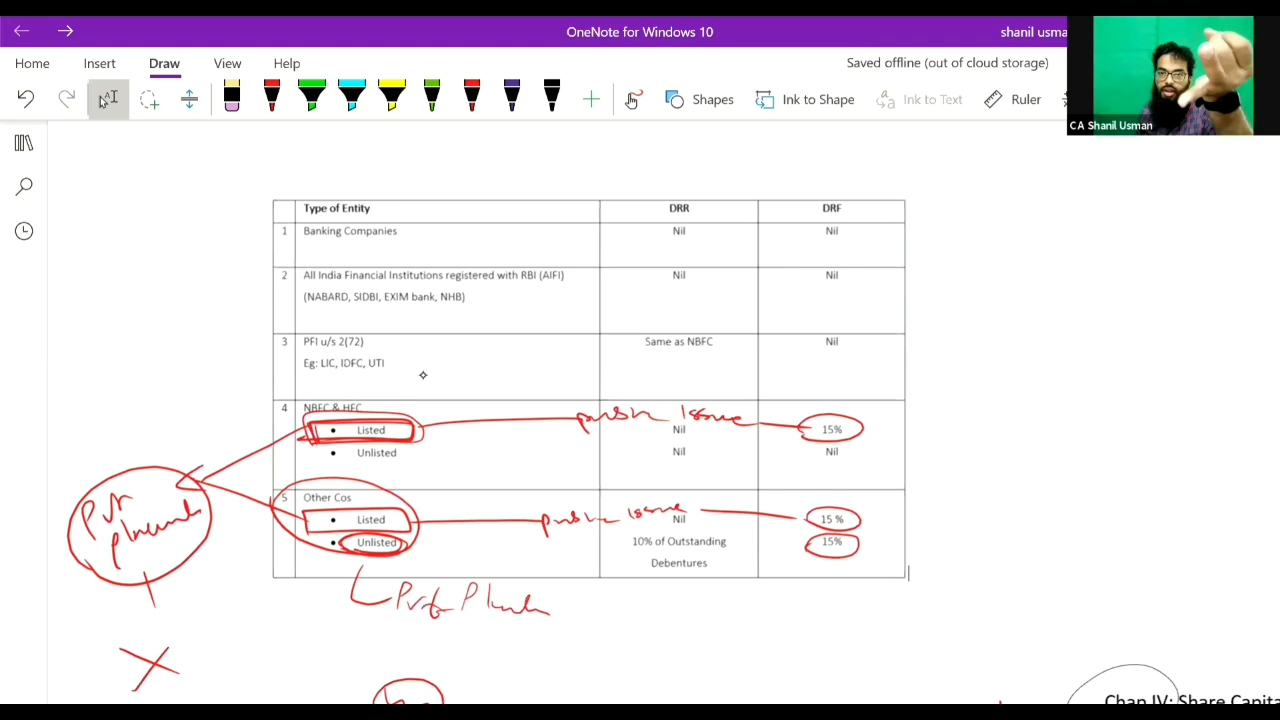 OneNote for Windows 10
shanil usma
Home Insert Draw View Help
Saved offline (out of cloud storage)
Shapes Ink to Shape Ink to Text Ruler
CA Shanil Usman
Type of Entity DRR DRF
1 Banking Companies Nil Nil
2 All India Financial Institutions registered with RBI (AIFI) Nil Nil
(NABARD, SIDBI, EXIM bank, NHB)
3 PFI u/s 2(72) Same as NBFC Nil
Eg: LIC, IDFC, UTI
4 NBFC & HFC
public issue
• Listed Nil 15%
• Unlisted Nil Nil
5 Other Cos
public issue
• Listed Nil 15 %
• Unlisted 10% of Outstanding 15%
Debentures
Chap IV: Share Capita